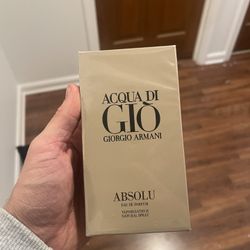 ACQUA DI
GIÒ
GIORGIO ARMANI
ABSOLU
EAU DE PARFUM
VAPORISATEUR
NATURAL SPRAY